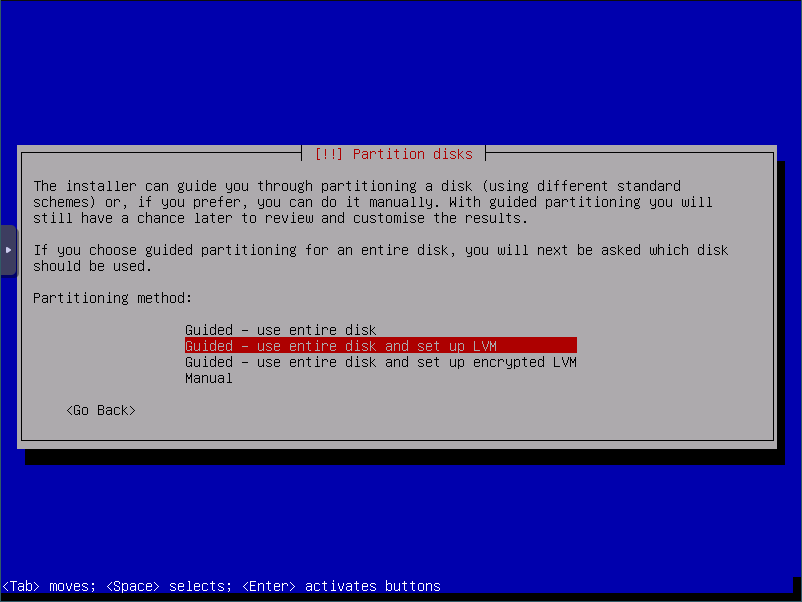 [!!] Partition disks
The installer can guide you through partitioning a disk (using different standard
schemes) or, if you prefer, you can do it manually. With guided partitioning you will
still have a chance later to review and customise the results.
If you choose guided partitioning for an entire disk, you will next be asked which disk
should be used.
Partitioning method:
Guided - use entire disk
Guided - use entire disk and set up LVM
Guided - use entire disk and set up encrypted LVM
Manual
<Go Back>
<Tab> moves; <Space> selects; <Enter> activates buttons